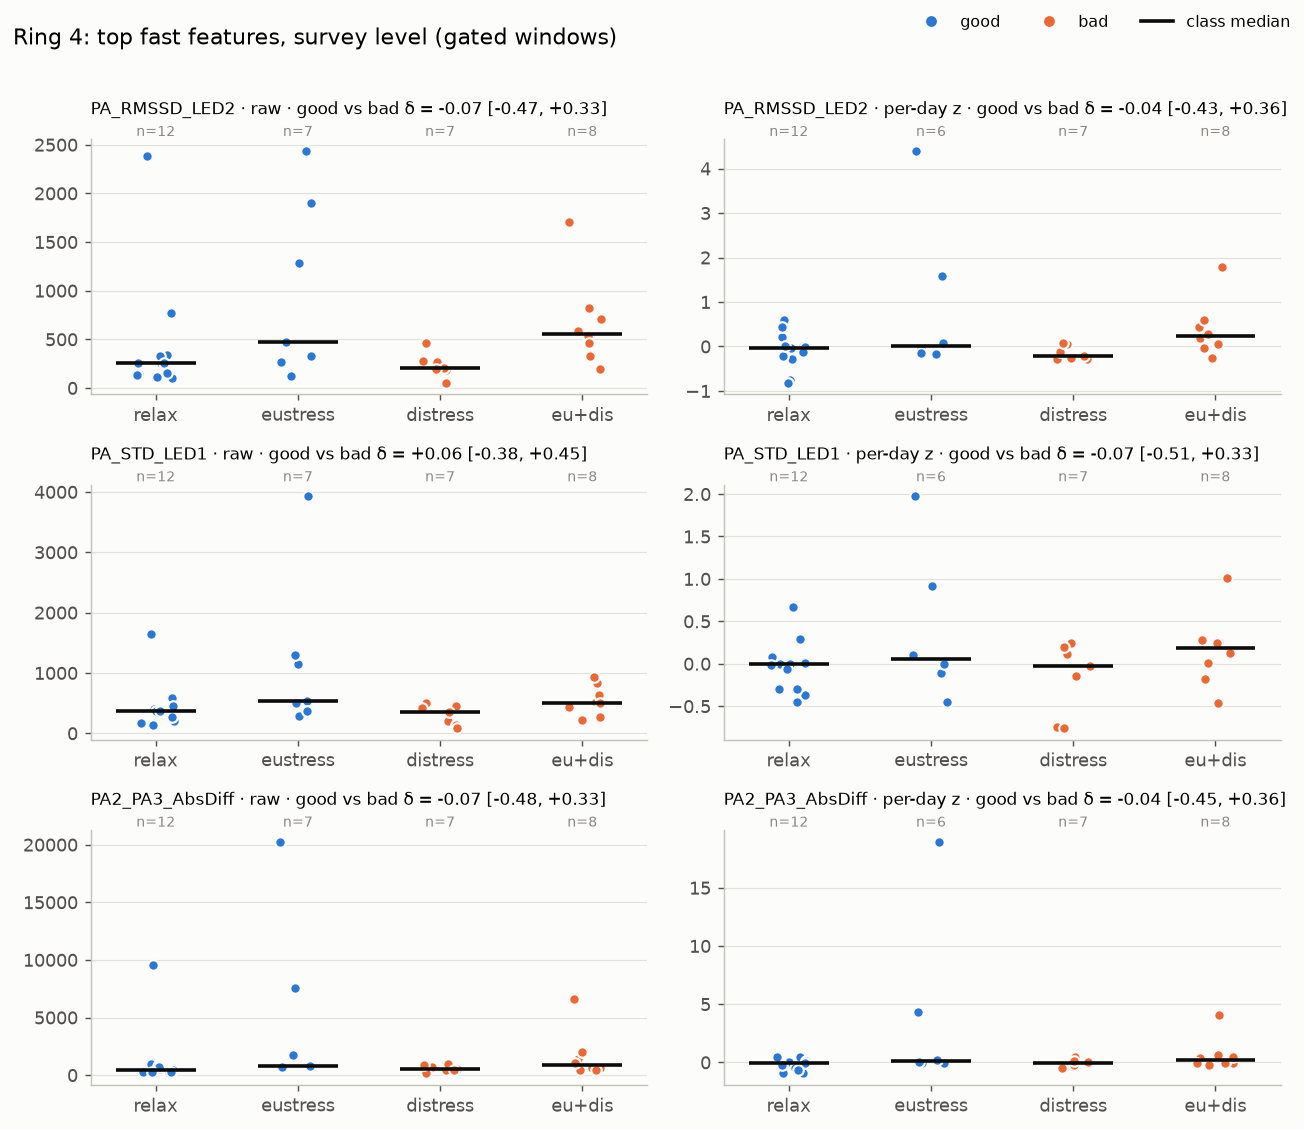 good bad class median
Ring 4: top fast features, survey level (gated windows)
PA_RMSSD_LED2 · raw · good vs bad δ = -0.07 [-0.47, +0.33]
n=12 n=7 n=7 n=8
2500
2000
1500
1000
500
0
relax eustress distress eu+dis
PA_RMSSD_LED2 · per-day z · good vs bad δ = -0.04 [-0.43, +0.36]
n=12 n=6 n=7 n=8
4
3
2
1
0
−1
relax eustress distress eu+dis
PA_STD_LED1 · raw · good vs bad δ = +0.06 [-0.38, +0.45]
n=12 n=7 n=7 n=8
4000
3000
2000
1000
0
relax eustress distress eu+dis
PA_STD_LED1 · per-day z · good vs bad δ = -0.07 [-0.51, +0.33]
n=12 n=6 n=7 n=8
2.0
1.5
1.0
0.5
0.0
−0.5
relax eustress distress eu+dis
PA2_PA3_AbsDiff · raw · good vs bad δ = -0.07 [-0.48, +0.33]
n=12 n=7 n=7 n=8
20000
15000
10000
5000
0
relax eustress distress eu+dis
PA2_PA3_AbsDiff · per-day z · good vs bad δ = -0.04 [-0.45, +0.36]
n=12 n=6 n=7 n=8
15
10
5
0
relax eustress distress eu+dis